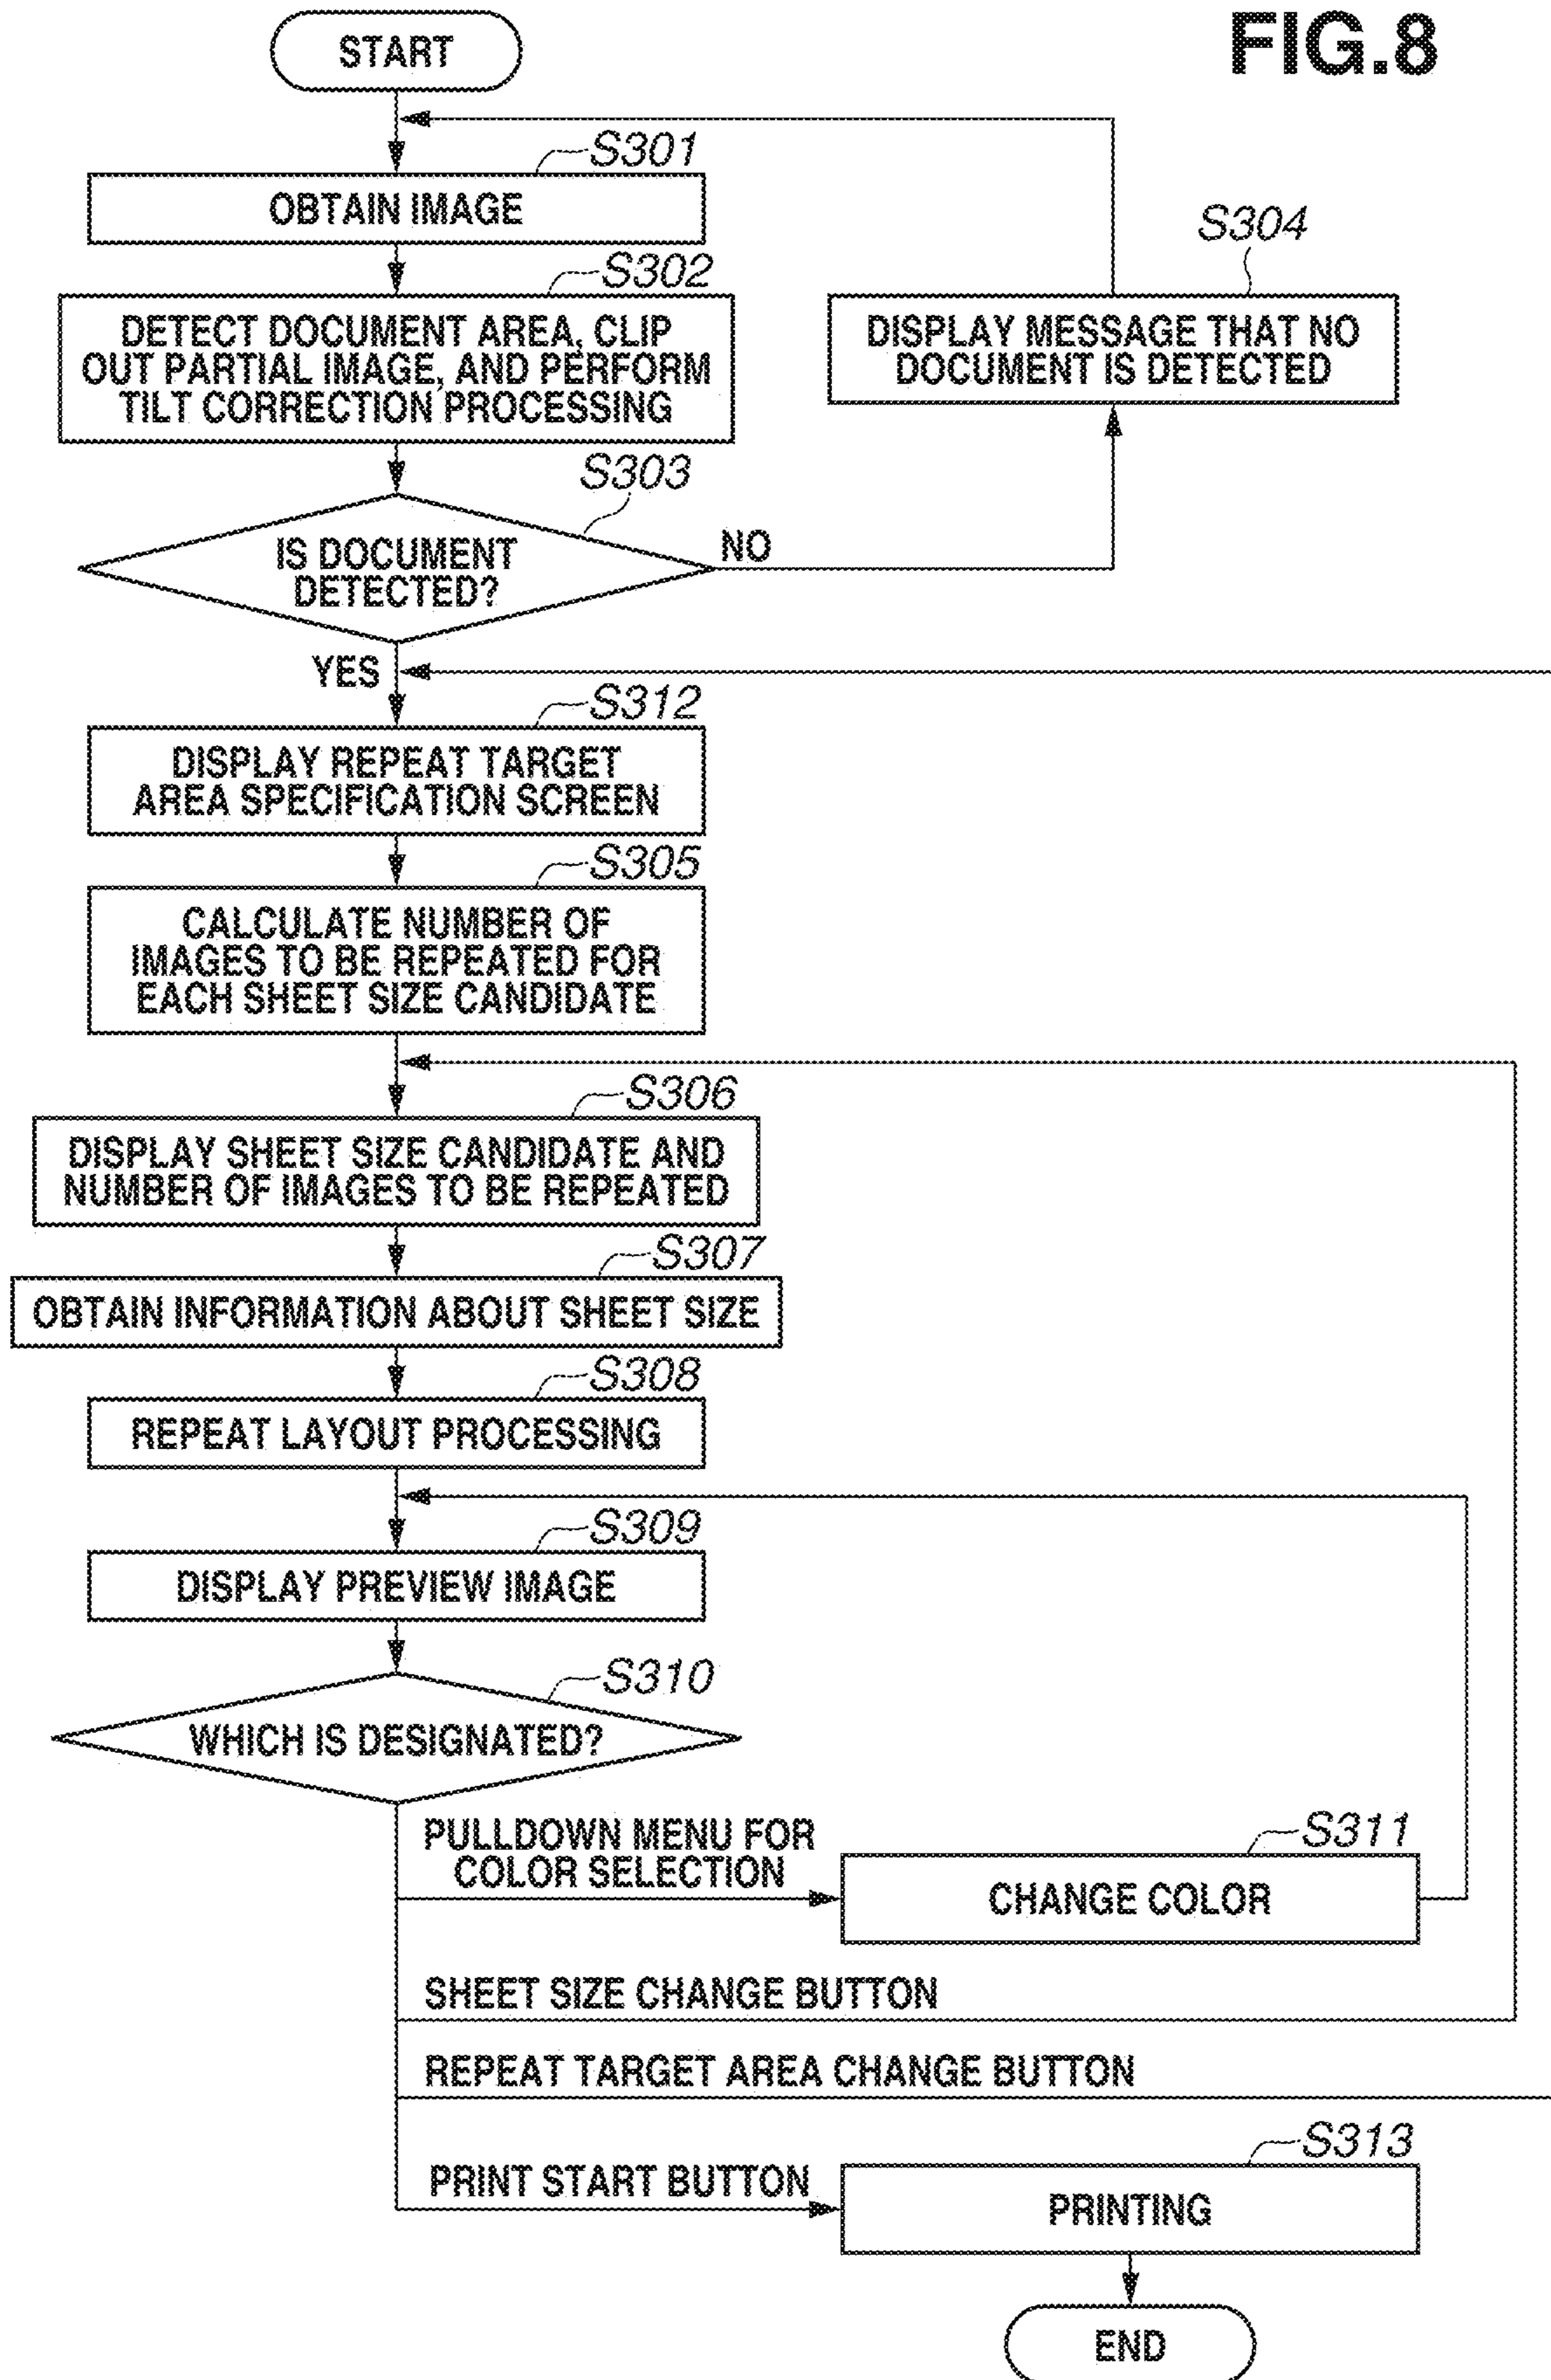 FIG.8
START
S301
OBTAIN IMAGE
S302
DETECT DOCUMENT AREA, CLIP
OUT PARTIAL IMAGE, AND PERFORM
TILT CORRECTION PROCESSING
S304
DISPLAY MESSAGE THAT NO
DOCUMENT IS DETECTED
S303
IS DOCUMENT
DETECTED?
NO
YES
S312
DISPLAY REPEAT TARGET
AREA SPECIFICATION SCREEN
S305
CALCULATE NUMBER OF
IMAGES TO BE REPEATED FOR
EACH SHEET SIZE CANDIDATE
S306
DISPLAY SHEET SIZE CANDIDATE AND
NUMBER OF IMAGES TO BE REPEATED
S307
OBTAIN INFORMATION ABOUT SHEET SIZE
S308
REPEAT LAYOUT PROCESSING
S309
DISPLAY PREVIEW IMAGE
S310
WHICH IS DESIGNATED?
PULLDOWN MENU FOR
COLOR SELECTION
S311
CHANGE COLOR
SHEET SIZE CHANGE BUTTON
REPEAT TARGET AREA CHANGE BUTTON
PRINT START BUTTON
S313
PRINTING
END